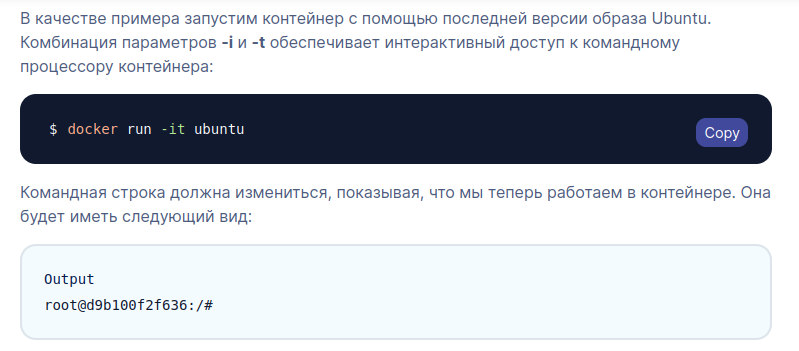 В качестве примера запустим контейнер с помощью последней версии образа Ubuntu.
Комбинация параметров -i и -t обеспечивает интерактивный доступ к командному
процессору контейнера:
$ docker run -it ubuntu
Copy
Командная строка должна измениться, показывая, что мы теперь работаем в контейнере. Она
будет иметь следующий вид:
Output
root@d9b100f2f636:/#